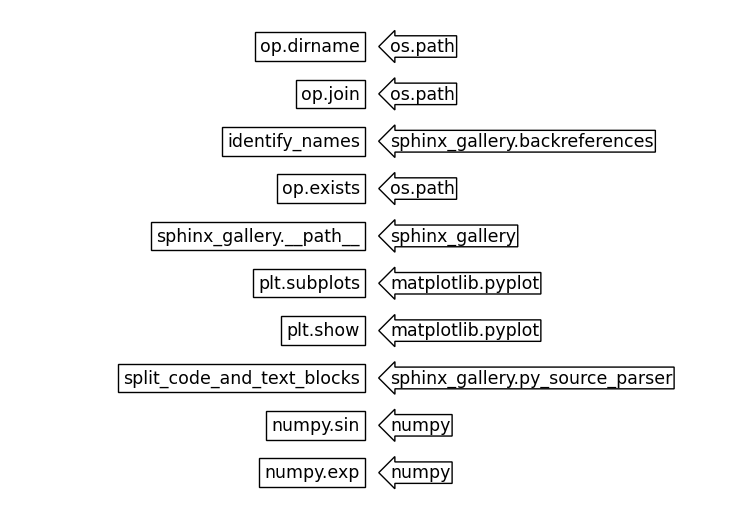 op.dirname os.path
op.join os.path
identify_names sphinx_gallery.backreferences
op.exists os.path
sphinx_gallery.__path__ sphinx_gallery
plt.subplots matplotlib.pyplot
plt.show matplotlib.pyplot
split_code_and_text_blocks sphinx_gallery.py_source_parser
numpy.sin numpy
numpy.exp numpy